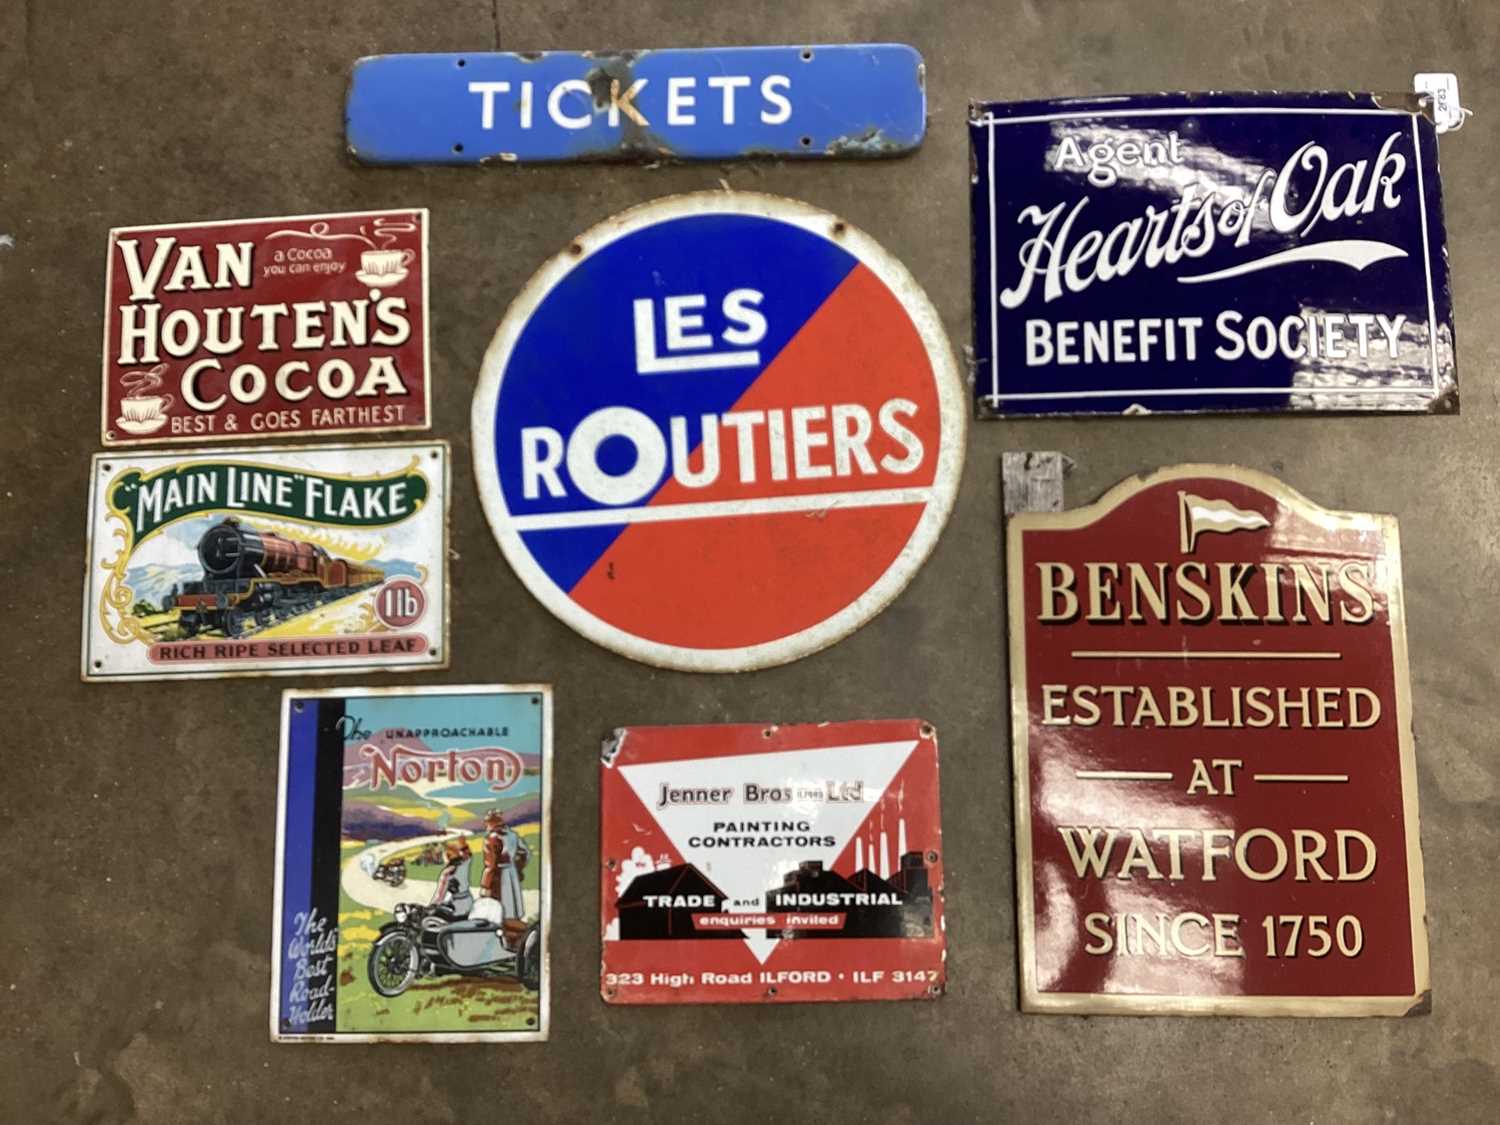 TICKETS
Agent
Hearts of Oak
BENEFIT SOCIETY
VAN
HOUTEN'S
COCOA
a Cocoa
you can enjoy
BEST & GOES FARTHEST
LES
ROUTIERS
"MAIN LINE" FLAKE
1 lb
RICH RIPE SELECTED LEAF
BENSKINS
ESTABLISHED
AT
WATFORD
SINCE 1750
The UNAPPROACHABLE
Norton
The
World's
Best
Road-
Holder
Jenner Bros Ltd
PAINTING
CONTRACTORS
TRADE and INDUSTRIAL
enquiries invited
323 High Road ILFORD • ILF 3147